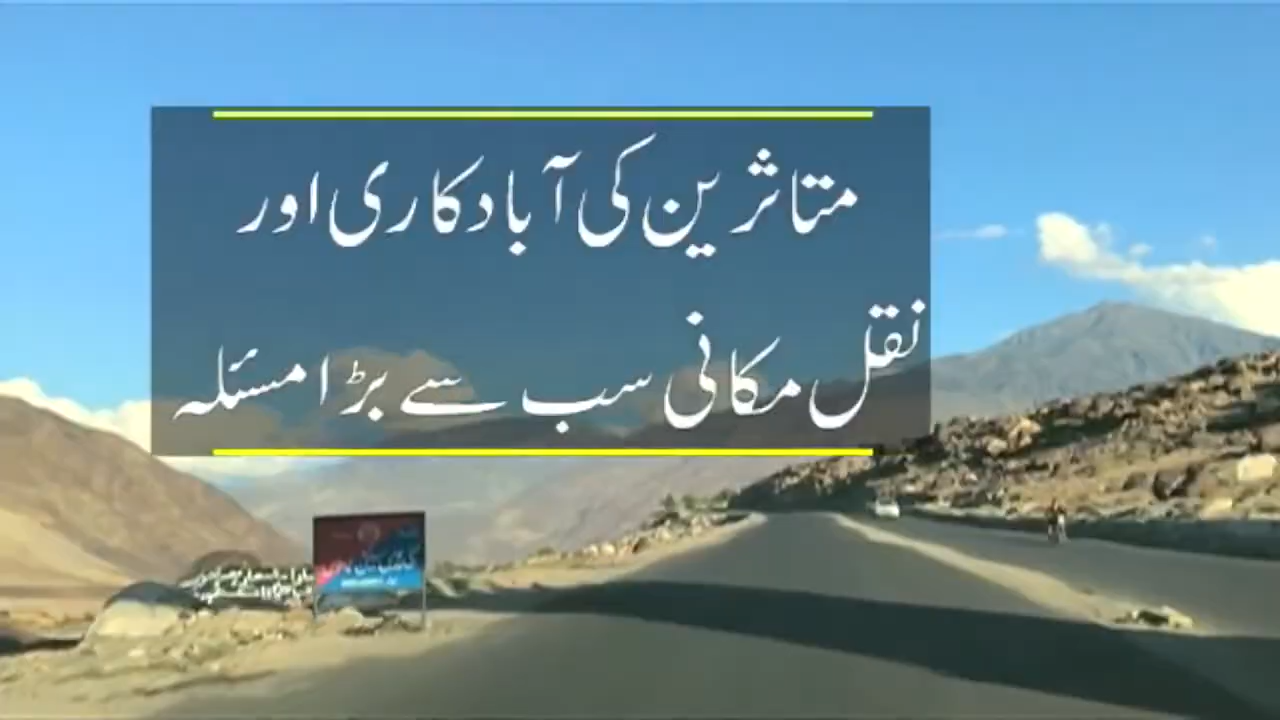 متاثرین کی آبادکاری اور
نقل مکانی سب سے بڑا مسئلہ